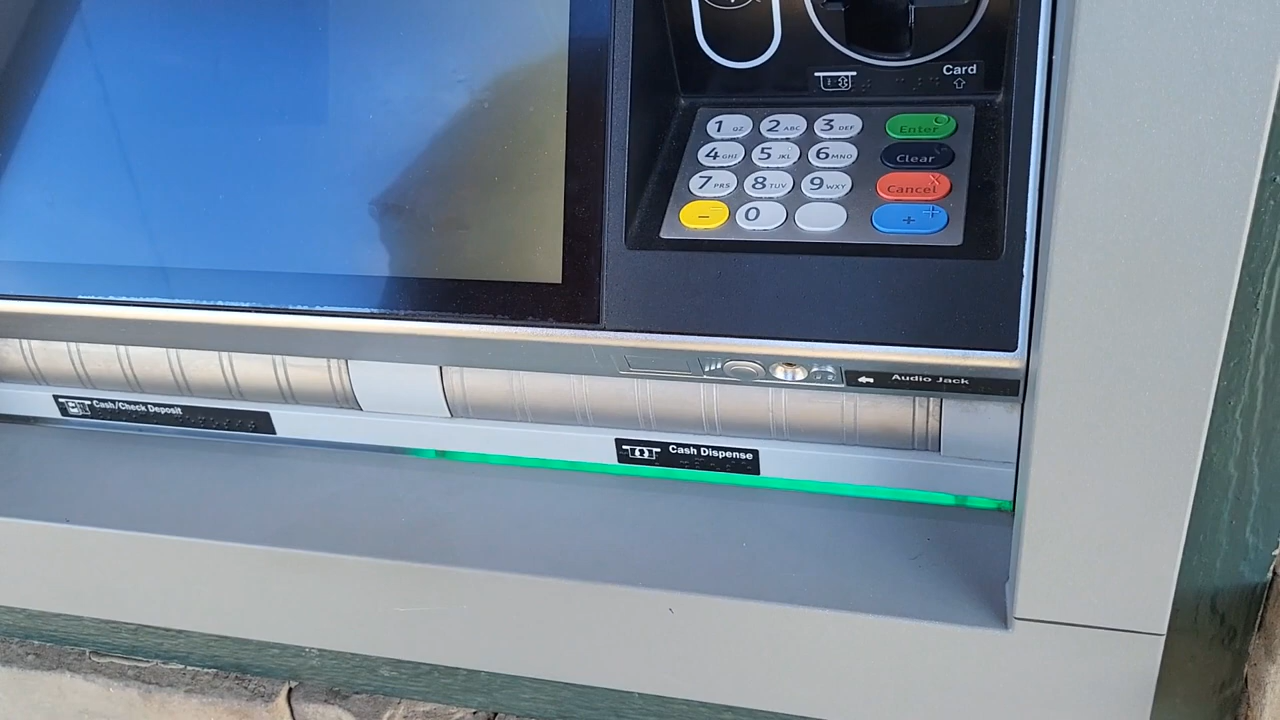 Card
1 QZ 2 ABC 3 DEF Enter
4 GHI 5 JKL 6 MNO Clear
7 PRS 8 TUV 9 WXY Cancel
- 0 +
Audio Jack
Cash/Check Deposit
Cash Dispense